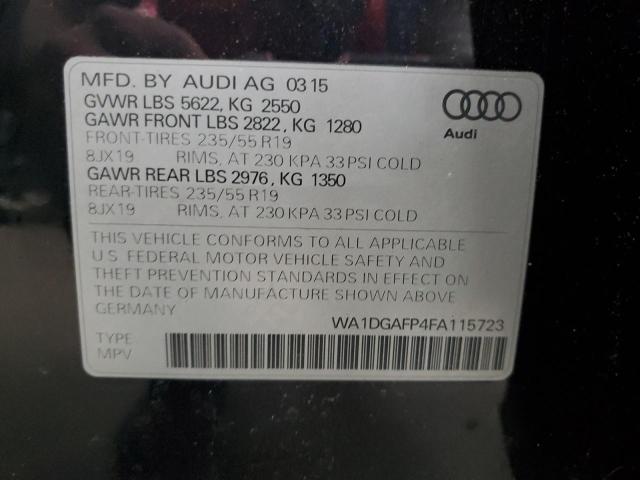 MFD. BY AUDI AG 03 15
GVWR LBS 5622, KG 2550
GAWR FRONT LBS 2822, KG 1280
FRONT-TIRES 235/55 R19
8JX19 RIMS, AT 230 KPA 33 PSI COLD
GAWR REAR LBS 2976, KG 1350
REAR-TIRES 235/55 R19
8JX19 RIMS, AT 230 KPA 33 PSI COLD
Audi
THIS VEHICLE CONFORMS TO ALL APPLICABLE
U.S. FEDERAL MOTOR VEHICLE SAFETY AND
THEFT PREVENTION STANDARDS IN EFFECT ON
THE DATE OF MANUFACTURE SHOWN ABOVE
GERMANY
WA1DGAFP4FA115723
TYPE
MPV